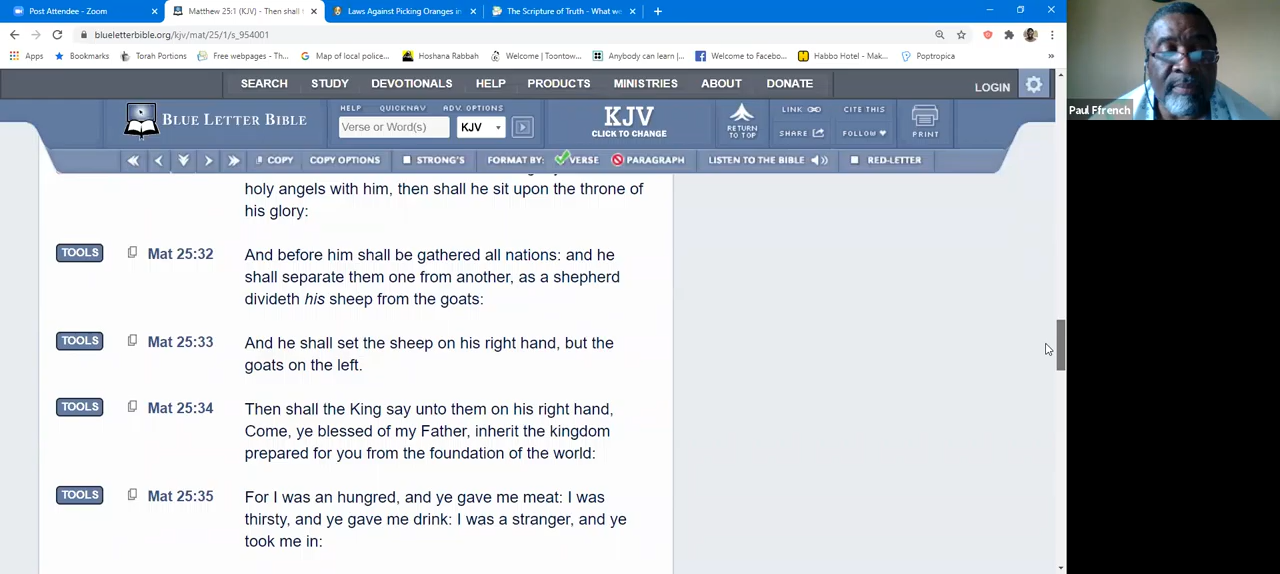 Post Attendee - Zoom
Matthew 25:1 (KJV) - Then shall t
Laws Against Picking Oranges in
The Scripture of Truth - What we
blueletterbible.org/kjv/mat/25/1/s_954001
Apps
Bookmarks
Torah Portions
Free webpages - Th...
Map of local police...
Hoshana Rabbah
Welcome | Toontow...
Anybody can learn |...
Welcome to Faceboo...
Habbo Hotel - Mak...
Poptropica
SEARCH
STUDY
DEVOTIONALS
HELP
PRODUCTS
MINISTRIES
ABOUT
DONATE
LOGIN
BLUE LETTER BIBLE
HELP
QUICKNAV
ADV. OPTIONS
Verse or Word(s)
KJV
KJV
CLICK TO CHANGE
RETURN
TO TOP
LINK
CITE THIS
SHARE
FOLLOW
PRINT
COPY
COPY OPTIONS
STRONG'S
FORMAT BY:
VERSE
PARAGRAPH
LISTEN TO THE BIBLE
RED-LETTER
Paul Ffrench
holy angels with him, then shall he sit upon the throne of
his glory:
TOOLS
Mat 25:32
And before him shall be gathered all nations: and he
shall separate them one from another, as a shepherd
divideth his sheep from the goats:
TOOLS
Mat 25:33
And he shall set the sheep on his right hand, but the
goats on the left.
TOOLS
Mat 25:34
Then shall the King say unto them on his right hand,
Come, ye blessed of my Father, inherit the kingdom
prepared for you from the foundation of the world:
TOOLS
Mat 25:35
For I was an hungred, and ye gave me meat: I was
thirsty, and ye gave me drink: I was a stranger, and ye
took me in: